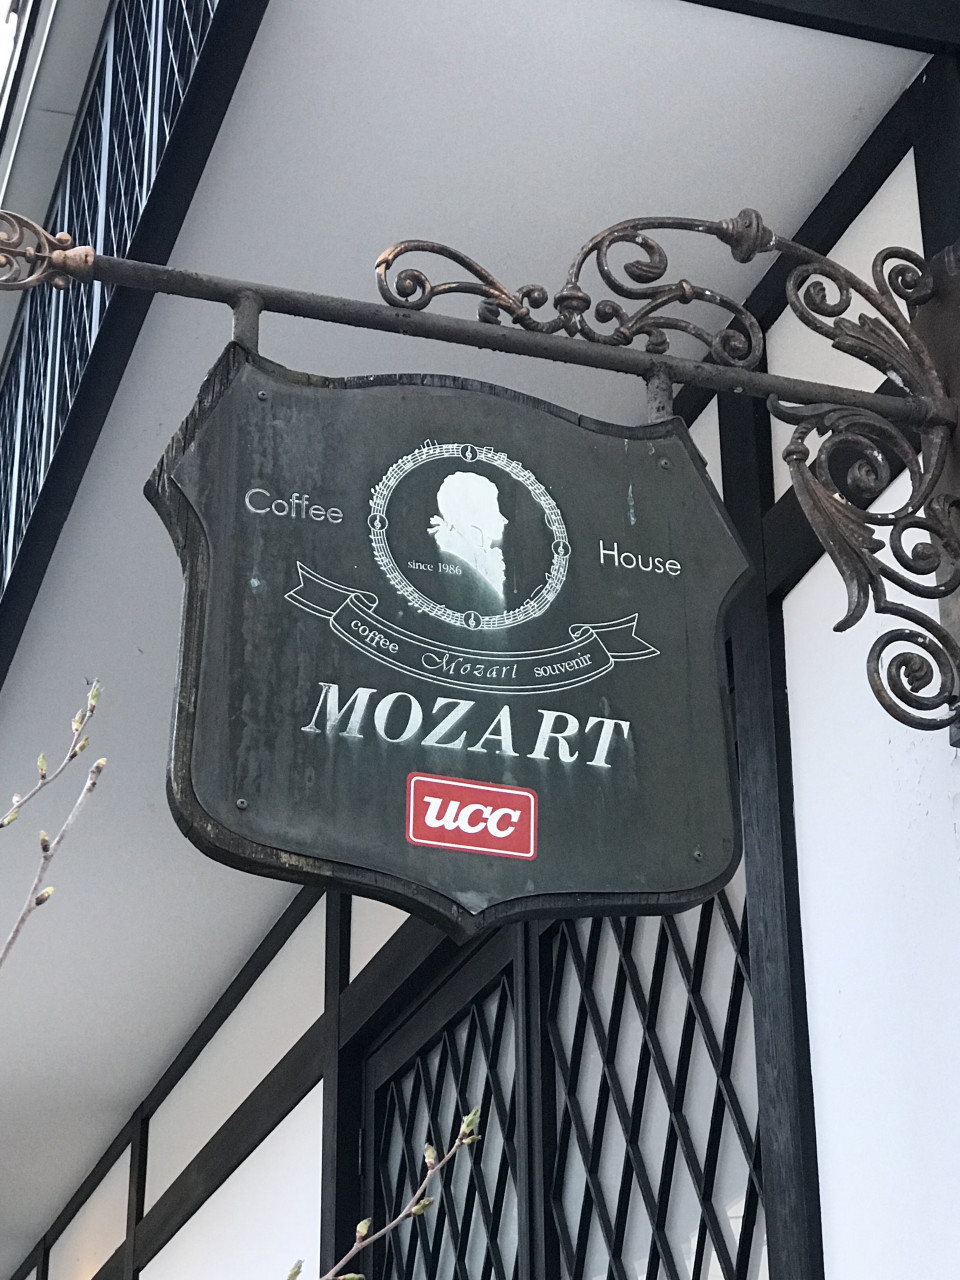 Coffee House
since 1986
coffee Mozart souvenir
MOZART
ucc